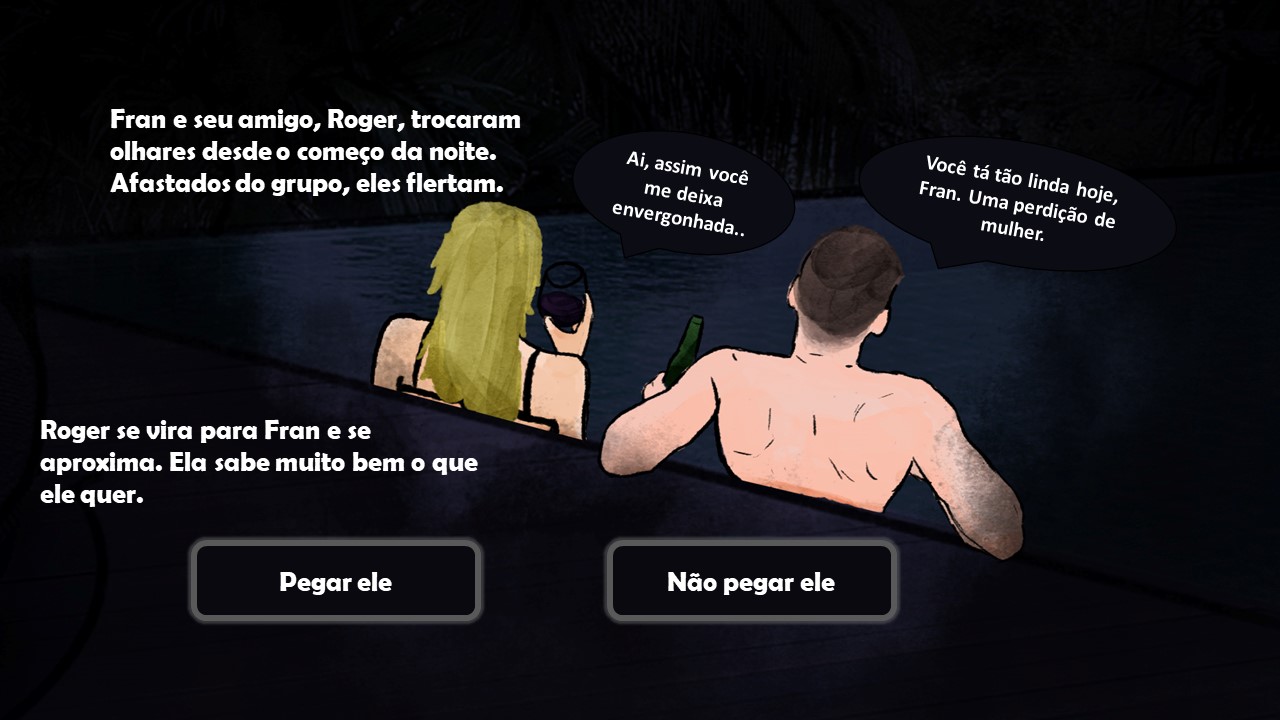 Fran e seu amigo, Roger, trocaram
olhares desde o começo da noite.
Afastados do grupo, eles flertam.
Ai, assim você
me deixa
envergonhada..
Você tá tão linda hoje,
Fran. Uma perdição de
mulher.
Roger se vira para Fran e se
aproxima. Ela sabe muito bem o que
ele quer.
Pegar ele
Não pegar ele